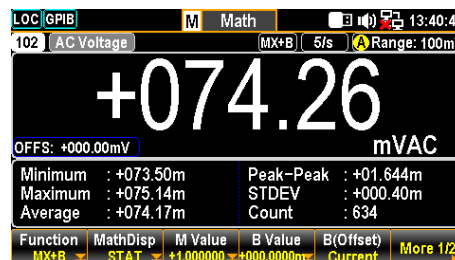 LOC GPIB M Math 13:40:4
102 AC Voltage MX+B 5/s A Range: 100m
+074.26
OFFS: +000.00mV mVAC
Minimum : +073.50m Peak-Peak : +01.644m
Maximum : +075.14m STDEV : +000.40m
Average : +074.17m Count : 634
Function MathDisp M Value B Value B(Offset) More 1/2
MX+B STAT +1.000000 +000.0000m Current